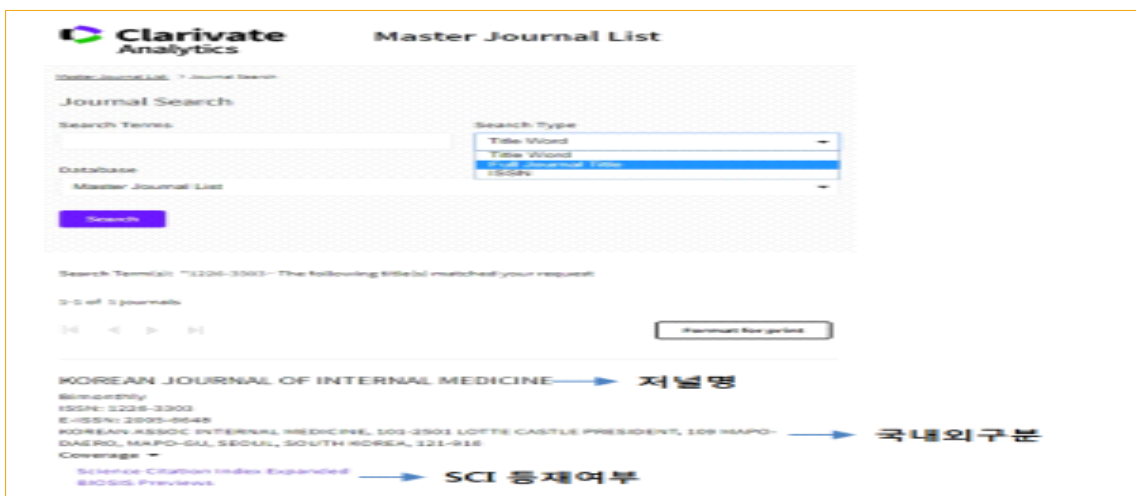 Clarivate
Analytics
Master Journal List
Master Journal List > Journal Search
Journal Search
Search Terms
Search Type
Title Word
Title Word
Full Journal Title
ISSN
Database
Master Journal List
Search
Search Term(s): "1226-3303- The following title(s) matched your request
1-1 of 1 journals
Format for print
KOREAN JOURNAL OF INTERNAL MEDICINE 저널명
Bimonthly
ISSN: 1226-3303
E-ISSN: 2005-6648
KOREAN ASSOC INTERNAL MEDICINE, 101-2501 LOTTE CASTLE PRESIDENT, 109 MAPO-
DAERO, MAPO-GU, SEOUL, SOUTH KOREA, 121-916
국내외구분
Coverage
Science Citation Index Expanded
BIOSIS Previews
SCI 등재여부